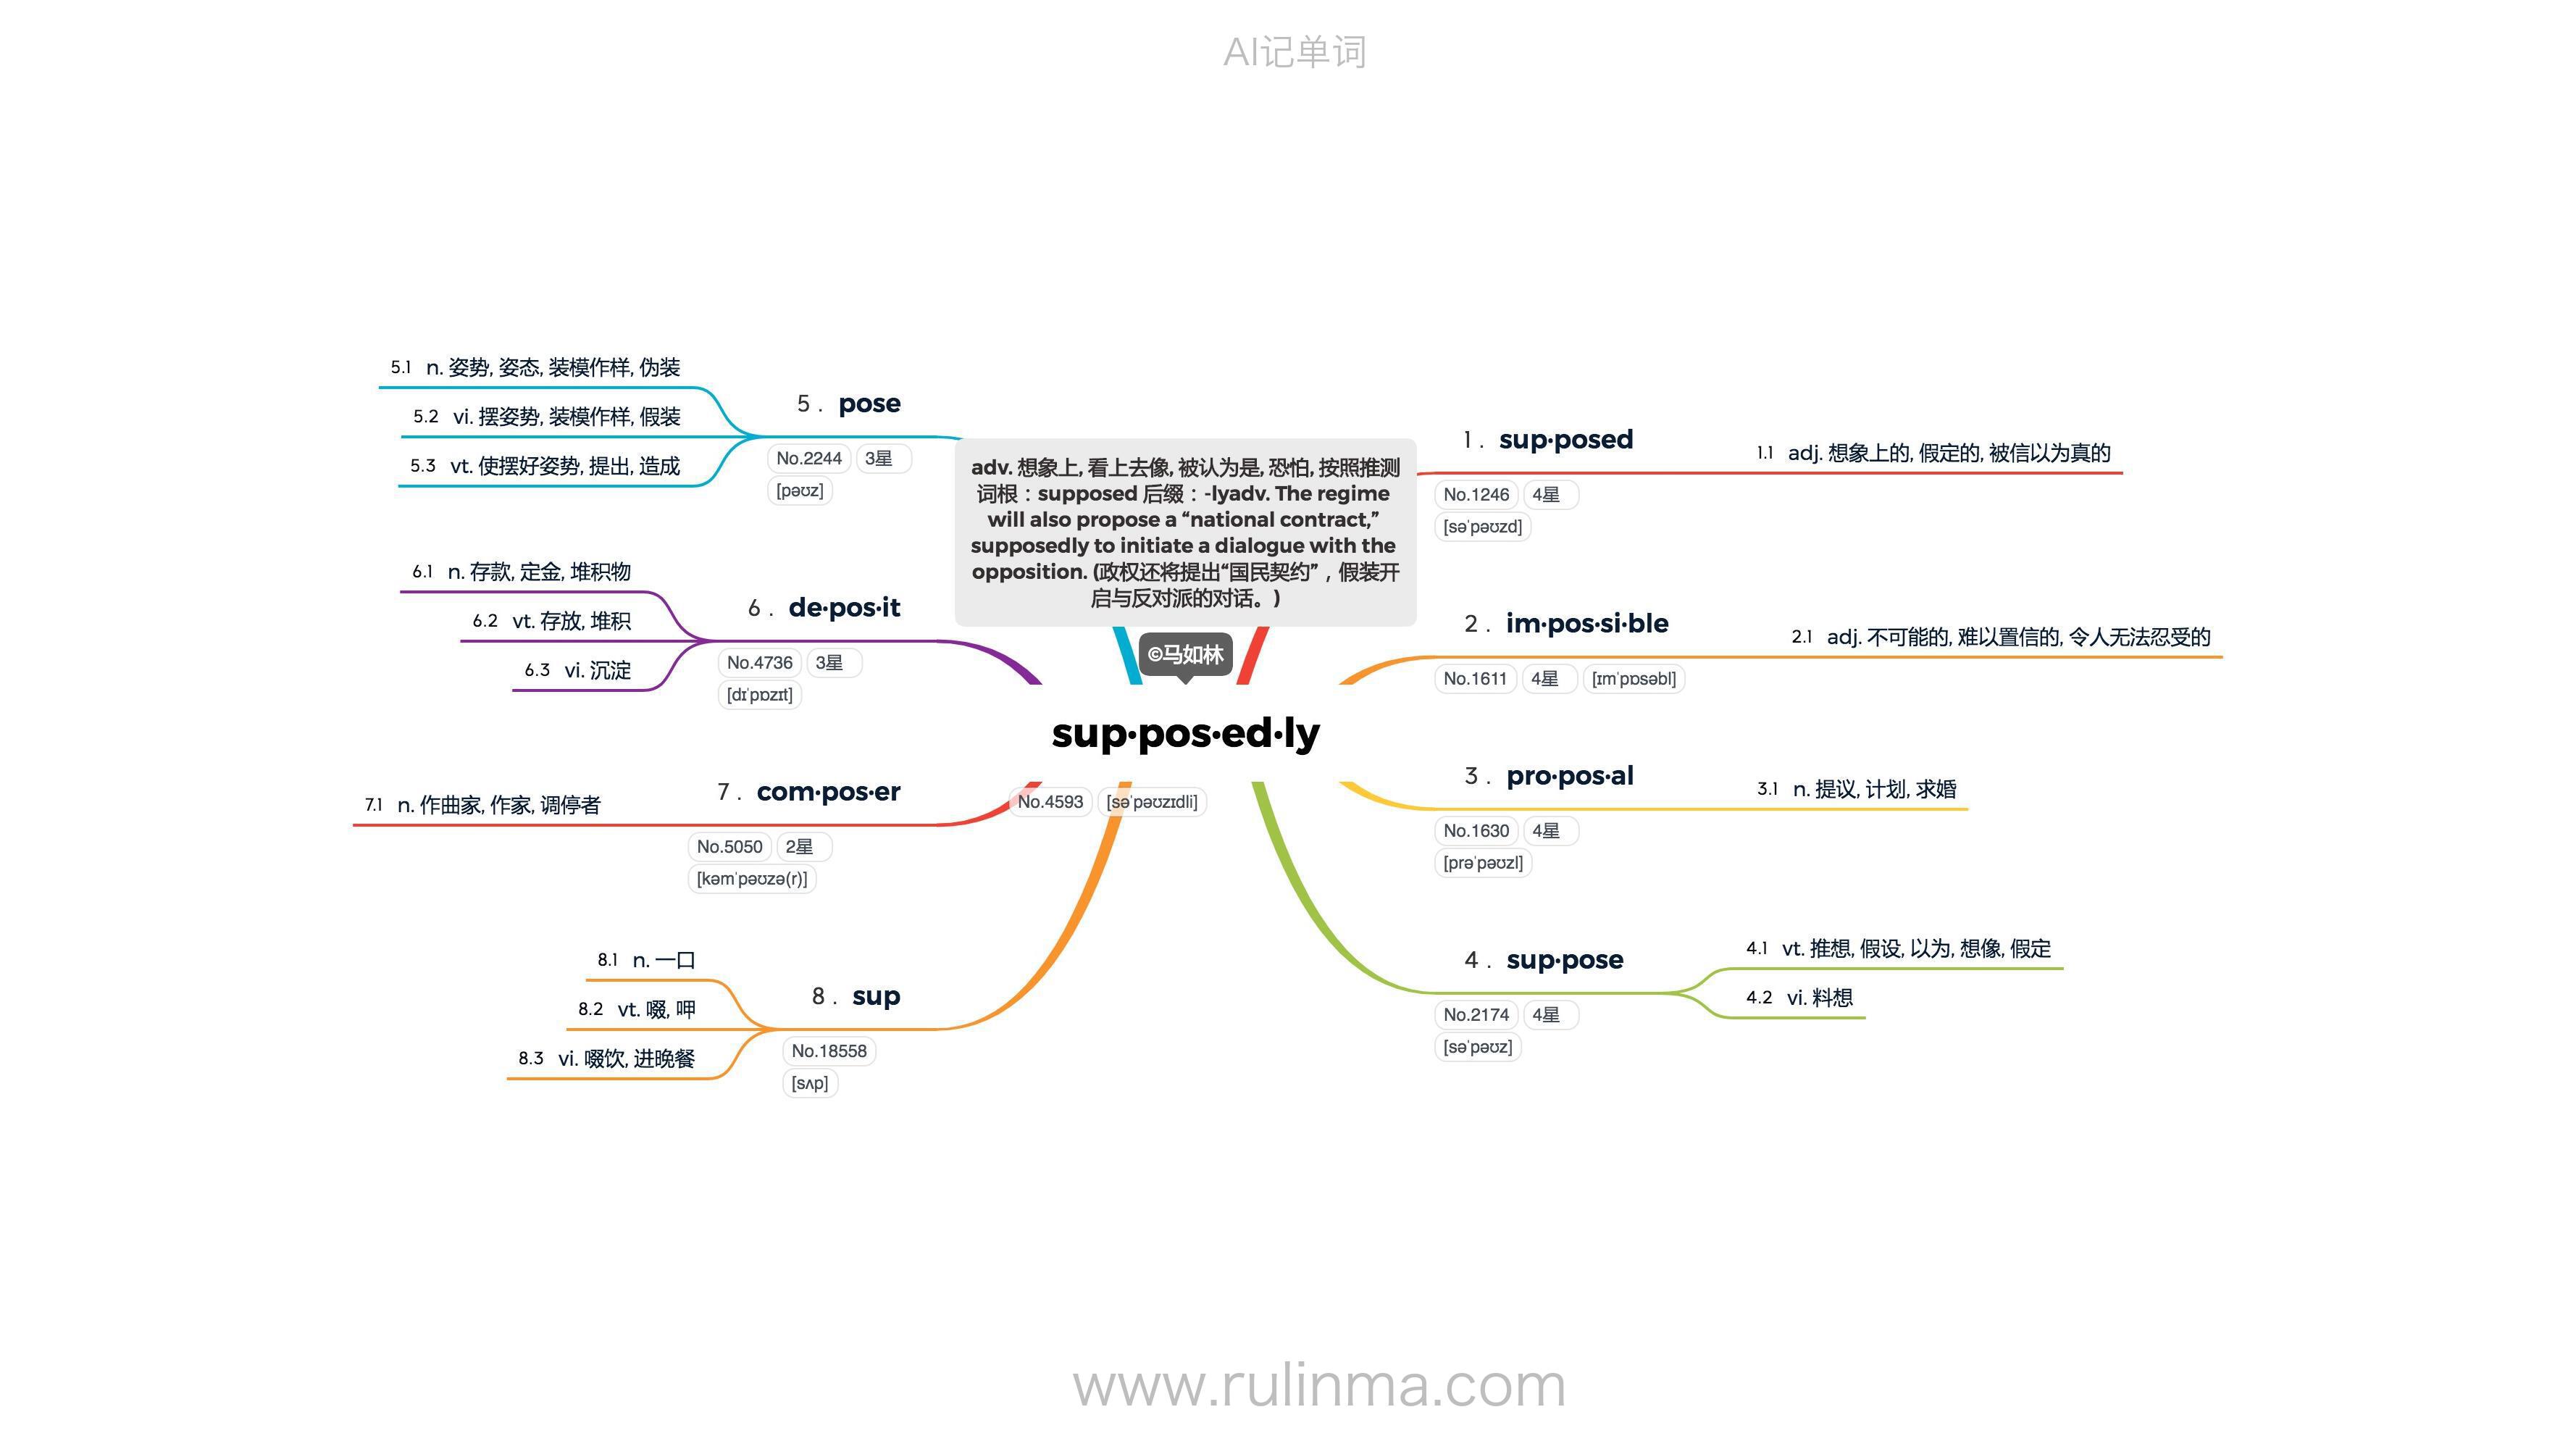 AI记单词
adv. 想象上, 看上去像, 被认为是, 恐怕, 按照推测
词根：supposed 后缀：-lyadv. The regime
will also propose a “national contract,”
supposedly to initiate a dialogue with the
opposition. (政权还将提出“国民契约”，假装开
启与反对派的对话。)
©马如林
sup·pos·ed·ly
No.4593 [səˈpəʊzɪdli]
1. sup·posed
No.1246 4星
[səˈpəʊzd]
1.1 adj. 想象上的, 假定的, 被信以为真的
2. im·pos·si·ble
No.1611 4星 [ɪmˈpɒsəbl]
2.1 adj. 不可能的, 难以置信的, 令人无法忍受的
3. pro·pos·al
No.1630 4星
[prəˈpəʊzl]
3.1 n. 提议, 计划, 求婚
4. sup·pose
No.2174 4星
[səˈpəʊz]
4.1 vt. 推想, 假设, 以为, 想像, 假定
4.2 vi. 料想
5. pose
No.2244 3星
[pəʊz]
5.1 n. 姿势, 姿态, 装模作样, 伪装
5.2 vi. 摆姿势, 装模作样, 假装
5.3 vt. 使摆好姿势, 提出, 造成
6. de·pos·it
No.4736 3星
[dɪˈpɒzɪt]
6.1 n. 存款, 定金, 堆积物
6.2 vt. 存放, 堆积
6.3 vi. 沉淀
7. com·pos·er
No.5050 2星
[kəmˈpəʊzə(r)]
7.1 n. 作曲家, 作家, 调停者
8. sup
No.18558
[sʌp]
8.1 n. 一口
8.2 vt. 啜, 呷
8.3 vi. 啜饮, 进晚餐
www.rulinma.com